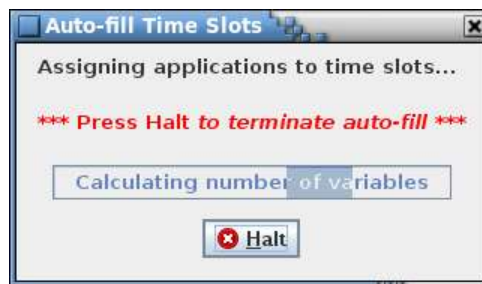 Auto-fill Time Slots
Assigning applications to time slots...
*** Press Halt to terminate auto-fill ***
Calculating number of variables
Halt